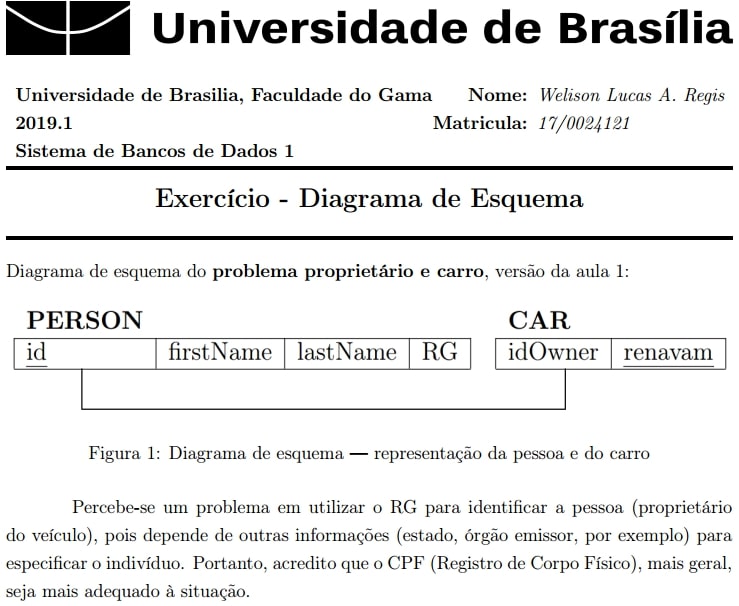 Universidade de Brasília
Universidade de Brasilia, Faculdade do Gama Nome: Welison Lucas A. Regis
2019.1 Matricula: 17/0024121
Sistema de Bancos de Dados 1
Exercício - Diagrama de Esquema
Diagrama de esquema do problema proprietário e carro, versão da aula 1:
PERSON CAR
id firstName lastName RG idOwner renavam
Figura 1: Diagrama de esquema — representação da pessoa e do carro
Percebe-se um problema em utilizar o RG para identificar a pessoa (proprietário
do veículo), pois depende de outras informações (estado, órgão emissor, por exemplo) para
especificar o indivíduo. Portanto, acredito que o CPF (Registro de Corpo Físico), mais geral,
seja mais adequado à situação.